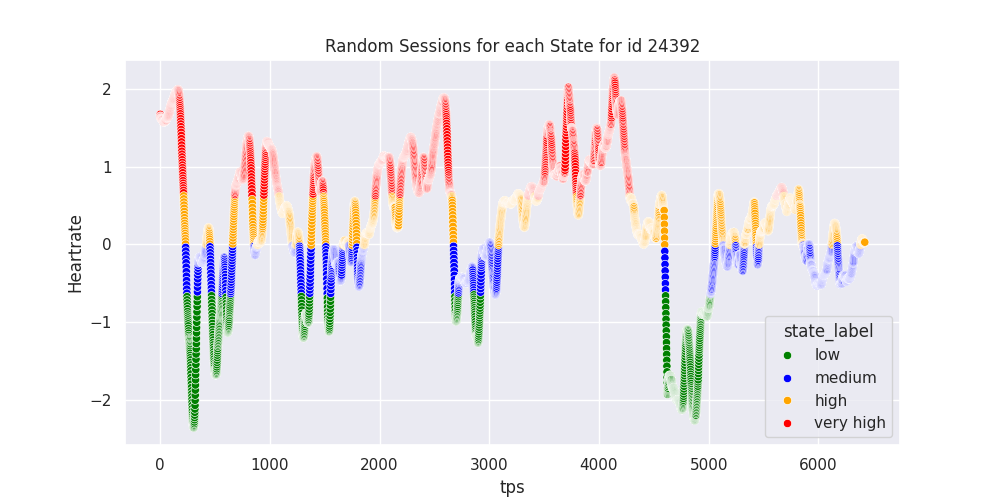 Random Sessions for each State for id 24392
Heartrate
2
1
0
−1
−2
0 1000 2000 3000 4000 5000 6000
tps
state_label
low
medium
high
very high